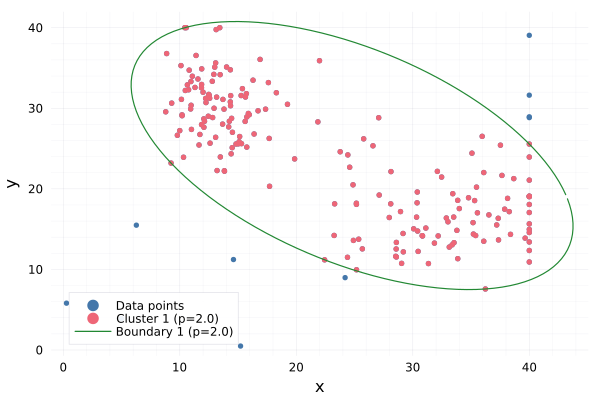 y
40
30
20
10
0
Data points
Cluster 1 (p=2.0)
Boundary 1 (p=2.0)
0 10 20 30 40
x